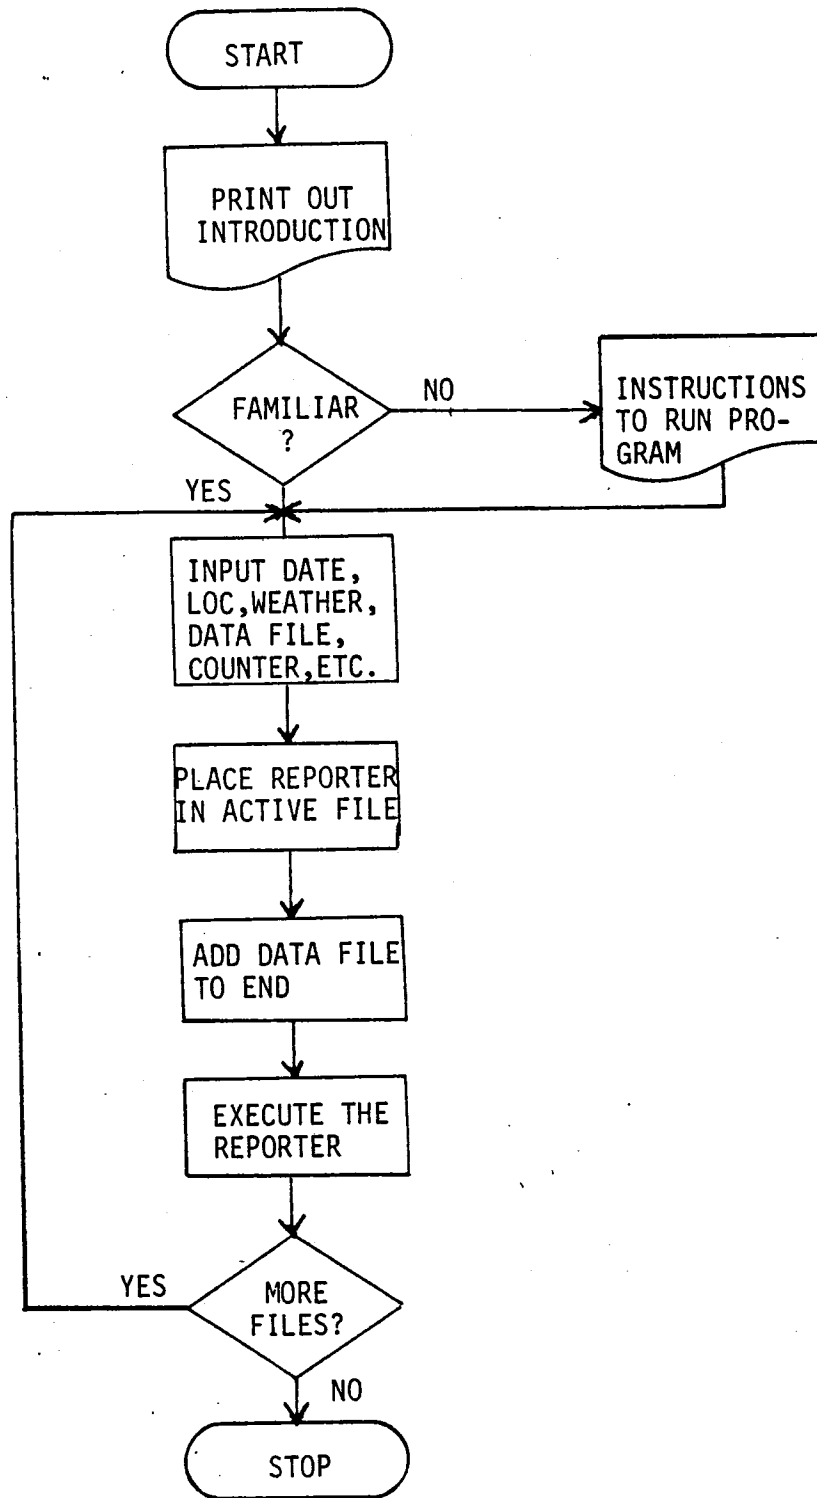 START
PRINT OUT
INTRODUCTION
FAMILIAR
?
NO
INSTRUCTIONS
TO RUN PRO-
GRAM
YES
INPUT DATE,
LOC,WEATHER,
DATA FILE,
COUNTER,ETC.
PLACE REPORTER
IN ACTIVE FILE
ADD DATA FILE
TO END
EXECUTE THE
REPORTER
MORE
FILES?
YES
NO
STOP